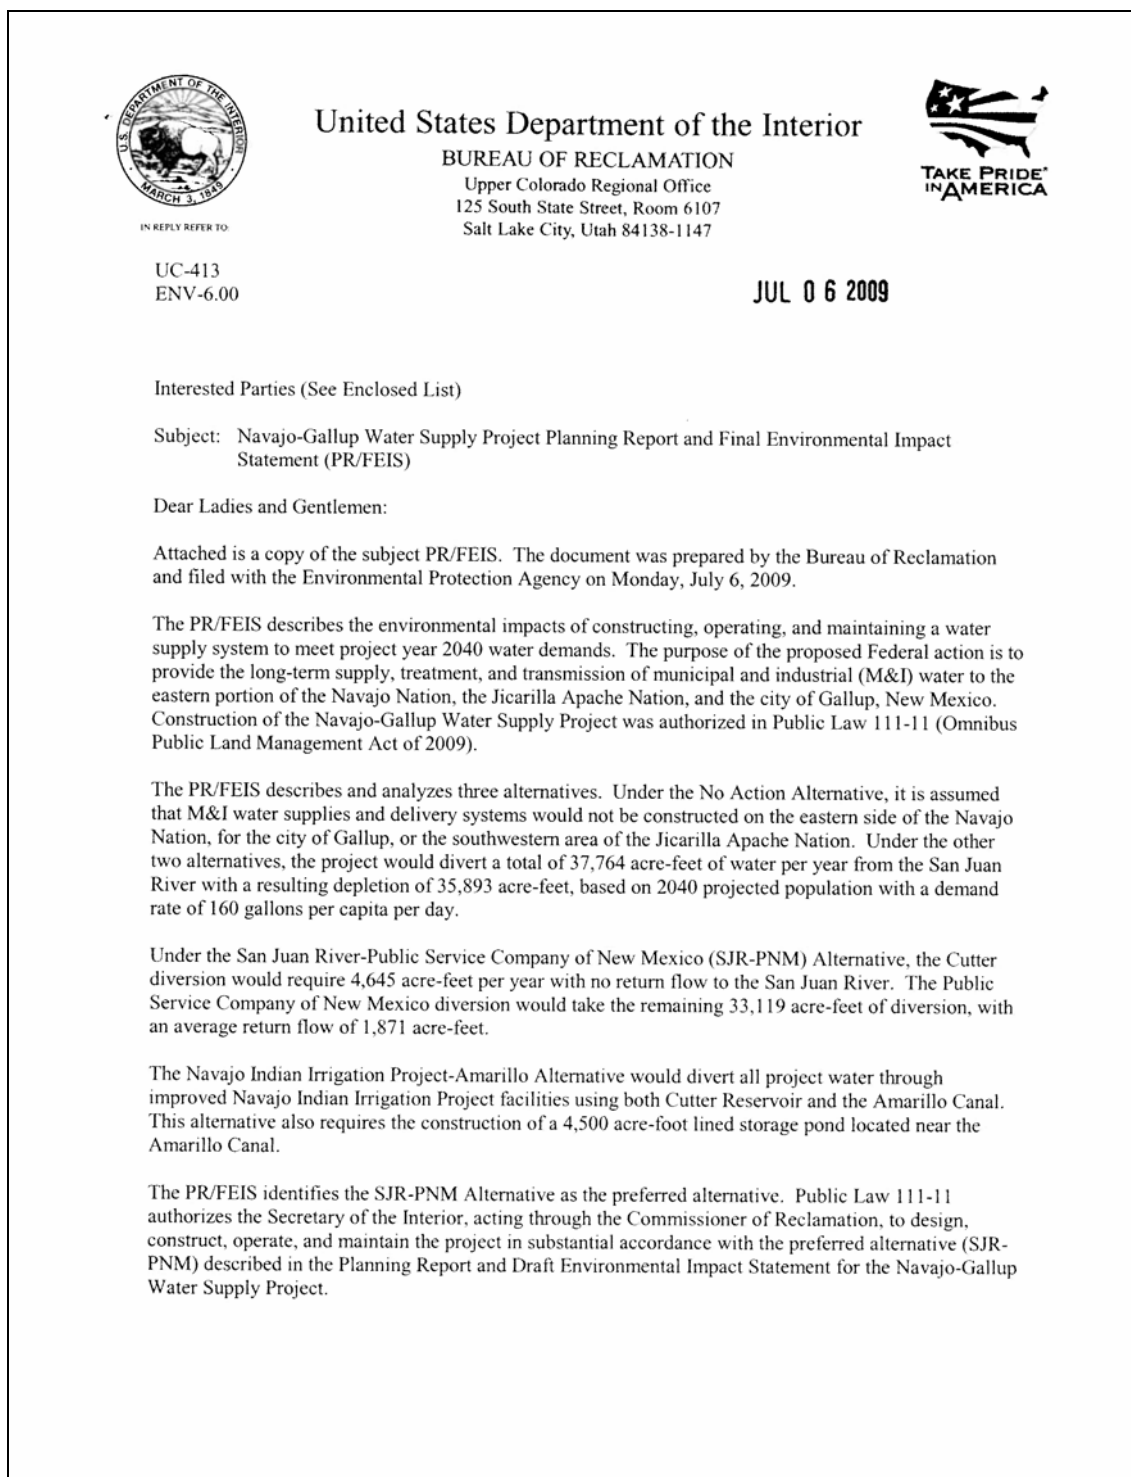 U.S. DEPARTMENT OF THE INTERIOR
MARCH 3, 1849
United States Department of the Interior
BUREAU OF RECLAMATION
Upper Colorado Regional Office
125 South State Street, Room 6107
Salt Lake City, Utah 84138-1147
TAKE PRIDE®
IN AMERICA
IN REPLY REFER TO:
UC-413
ENV-6.00
JUL 06 2009
Interested Parties (See Enclosed List)
Subject: Navajo-Gallup Water Supply Project Planning Report and Final Environmental Impact
Statement (PR/FEIS)
Dear Ladies and Gentlemen:
Attached is a copy of the subject PR/FEIS. The document was prepared by the Bureau of Reclamation
and filed with the Environmental Protection Agency on Monday, July 6, 2009.
The PR/FEIS describes the environmental impacts of constructing, operating, and maintaining a water
supply system to meet project year 2040 water demands. The purpose of the proposed Federal action is to
provide the long-term supply, treatment, and transmission of municipal and industrial (M&I) water to the
eastern portion of the Navajo Nation, the Jicarilla Apache Nation, and the city of Gallup, New Mexico.
Construction of the Navajo-Gallup Water Supply Project was authorized in Public Law 111-11 (Omnibus
Public Land Management Act of 2009).
The PR/FEIS describes and analyzes three alternatives. Under the No Action Alternative, it is assumed
that M&I water supplies and delivery systems would not be constructed on the eastern side of the Navajo
Nation, for the city of Gallup, or the southwestern area of the Jicarilla Apache Nation. Under the other
two alternatives, the project would divert a total of 37,764 acre-feet of water per year from the San Juan
River with a resulting depletion of 35,893 acre-feet, based on 2040 projected population with a demand
rate of 160 gallons per capita per day.
Under the San Juan River-Public Service Company of New Mexico (SJR-PNM) Alternative, the Cutter
diversion would require 4,645 acre-feet per year with no return flow to the San Juan River. The Public
Service Company of New Mexico diversion would take the remaining 33,119 acre-feet of diversion, with
an average return flow of 1,871 acre-feet.
The Navajo Indian Irrigation Project-Amarillo Alternative would divert all project water through
improved Navajo Indian Irrigation Project facilities using both Cutter Reservoir and the Amarillo Canal.
This alternative also requires the construction of a 4,500 acre-foot lined storage pond located near the
Amarillo Canal.
The PR/FEIS identifies the SJR-PNM Alternative as the preferred alternative. Public Law 111-11
authorizes the Secretary of the Interior, acting through the Commissioner of Reclamation, to design,
construct, operate, and maintain the project in substantial accordance with the preferred alternative (SJR-
PNM) described in the Planning Report and Draft Environmental Impact Statement for the Navajo-Gallup
Water Supply Project.